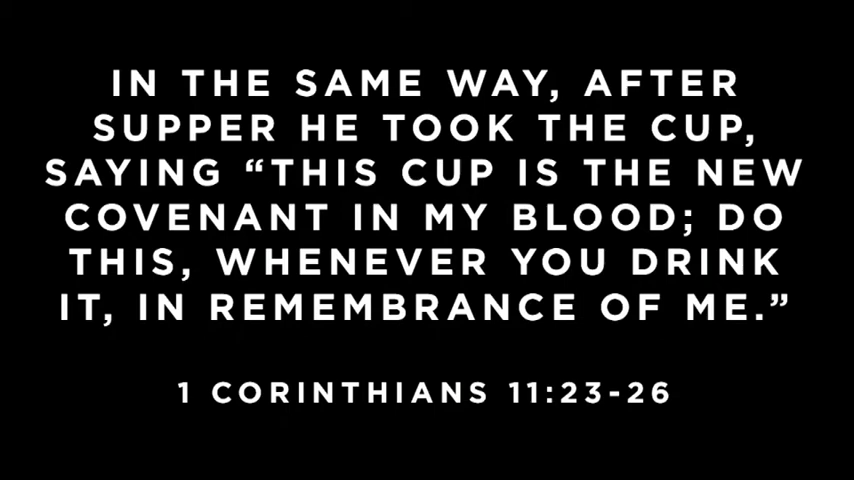 IN THE SAME WAY, AFTER
SUPPER HE TOOK THE CUP,
SAYING “THIS CUP IS THE NEW
COVENANT IN MY BLOOD; DO
THIS, WHENEVER YOU DRINK
IT, IN REMEMBRANCE OF ME.”
1 CORINTHIANS 11:23-26